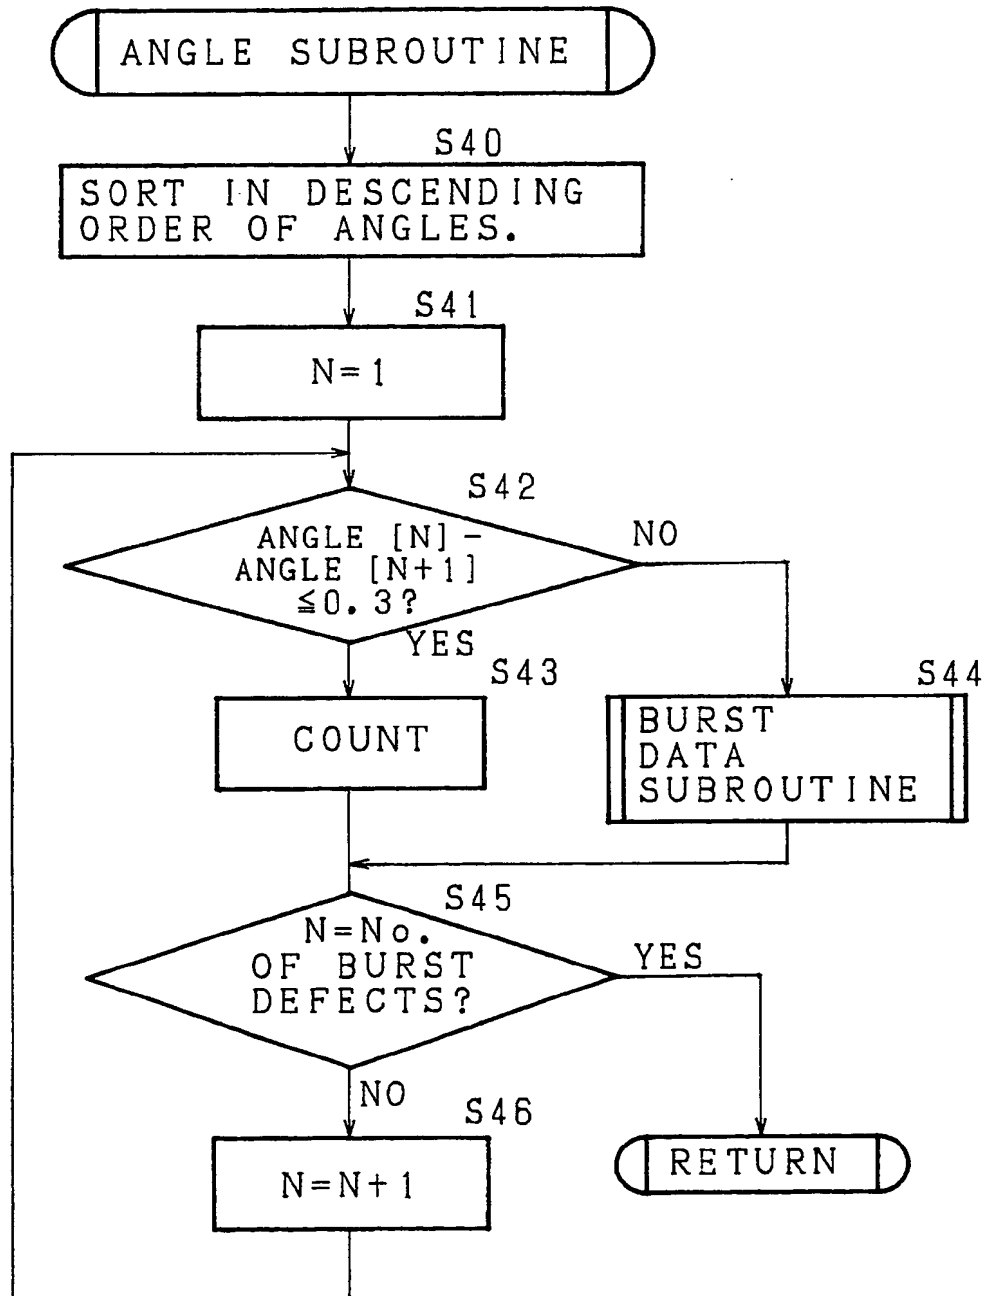 ANGLE SUBROUTINE
S40
SORT IN DESCENDING
ORDER OF ANGLES.
S41
N=1
S42
ANGLE [N] -
ANGLE [N+1]
≦0.3?
NO
YES
S43
COUNT
S44
BURST
DATA
SUBROUTINE
S45
N=No.
OF BURST
DEFECTS?
YES
NO
S46
N=N+1
RETURN